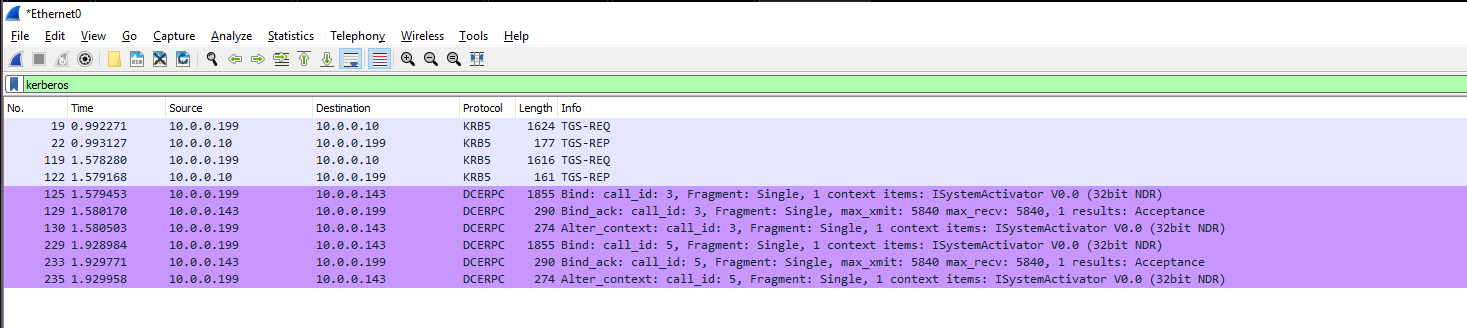 *Ethernet0
File Edit View Go Capture Analyze Statistics Telephony Wireless Tools Help
kerberos
No. Time Source Destination Protocol Length Info
19 0.992271 10.0.0.199 10.0.0.10 KRB5 1624 TGS-REQ
22 0.993127 10.0.0.10 10.0.0.199 KRB5 177 TGS-REP
119 1.578280 10.0.0.199 10.0.0.10 KRB5 1616 TGS-REQ
122 1.579168 10.0.0.10 10.0.0.199 KRB5 161 TGS-REP
125 1.579453 10.0.0.199 10.0.0.143 DCERPC 1855 Bind: call_id: 3, Fragment: Single, 1 context items: ISystemActivator V0.0 (32bit NDR)
129 1.580170 10.0.0.143 10.0.0.199 DCERPC 290 Bind_ack: call_id: 3, Fragment: Single, max_xmit: 5840 max_recv: 5840, 1 results: Acceptance
130 1.580503 10.0.0.199 10.0.0.143 DCERPC 274 Alter_context: call_id: 3, Fragment: Single, 1 context items: ISystemActivator V0.0 (32bit NDR)
229 1.928984 10.0.0.199 10.0.0.143 DCERPC 1855 Bind: call_id: 5, Fragment: Single, 1 context items: ISystemActivator V0.0 (32bit NDR)
233 1.929771 10.0.0.143 10.0.0.199 DCERPC 290 Bind_ack: call_id: 5, Fragment: Single, max_xmit: 5840 max_recv: 5840, 1 results: Acceptance
235 1.929958 10.0.0.199 10.0.0.143 DCERPC 274 Alter_context: call_id: 5, Fragment: Single, 1 context items: ISystemActivator V0.0 (32bit NDR)